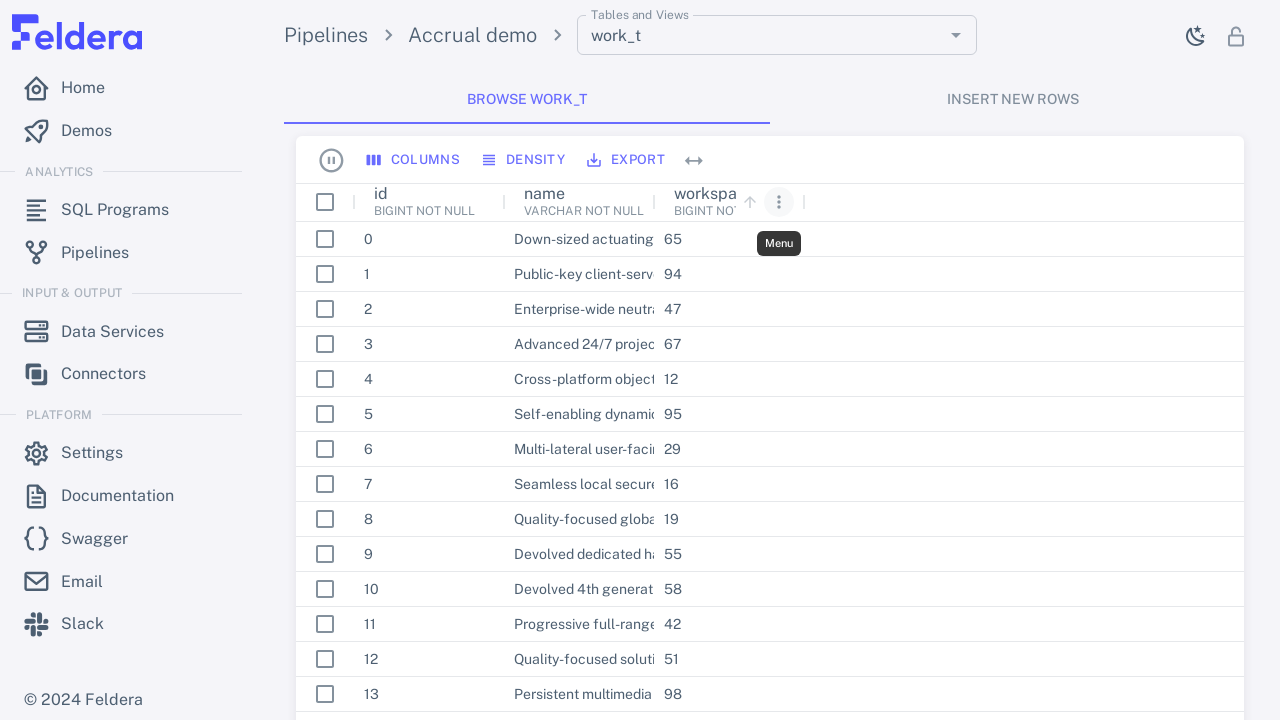 Feldera
Home
Demos
ANALYTICS
SQL Programs
Pipelines
INPUT & OUTPUT
Data Services
Connectors
PLATFORM
Settings
Documentation
Swagger
Email
Slack
© 2024 Feldera
Pipelines
Accrual demo
Tables and Views
work_t
BROWSE WORK_T
INSERT NEW ROWS
COLUMNS DENSITY EXPORT
id name workspa
BIGINT NOT NULL VARCHAR NOT NULL BIGINT NOT
Menu
0 Down-sized actuating 65
1 Public-key client-serv 94
2 Enterprise-wide neutra 47
3 Advanced 24/7 projec 67
4 Cross-platform object 12
5 Self-enabling dynamic 95
6 Multi-lateral user-facin 29
7 Seamless local secure 16
8 Quality-focused globa 19
9 Devolved dedicated ha 55
10 Devolved 4th generat 58
11 Progressive full-range 42
12 Quality-focused soluti 51
13 Persistent multimedia 98